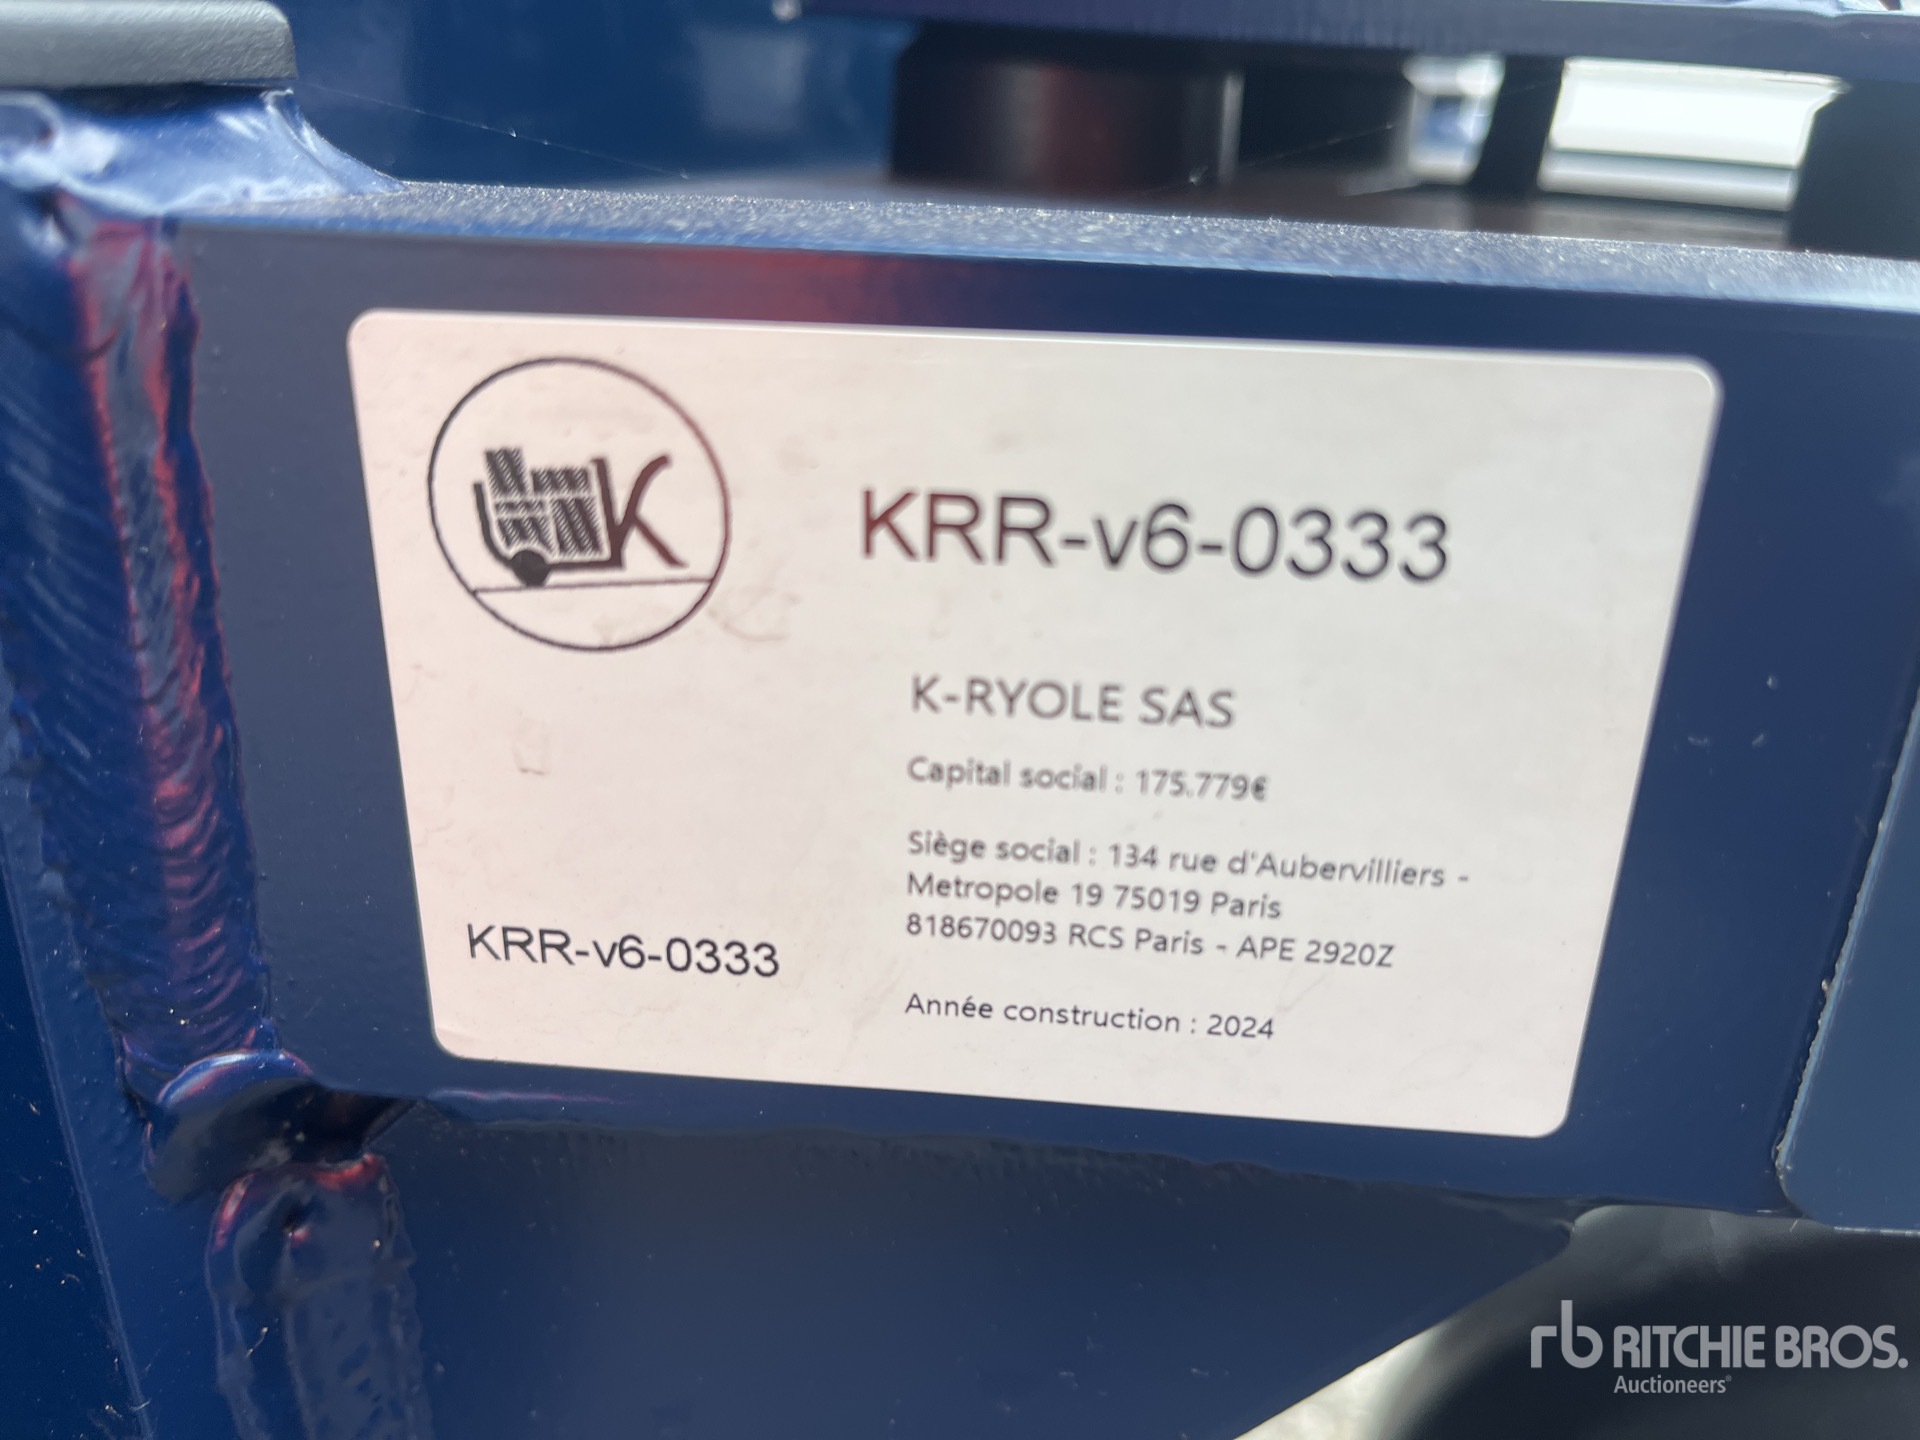 K
KRR-v6-0333
K-RYOLE SAS
Capital social : 175.779€
Siège social : 134 rue d'Aubervilliers -
Metropole 19 75019 Paris
818670093 RCS Paris - APE 2920Z
KRR-v6-0333
Année construction : 2024
rb RITCHIE BROS.
Auctioneers®